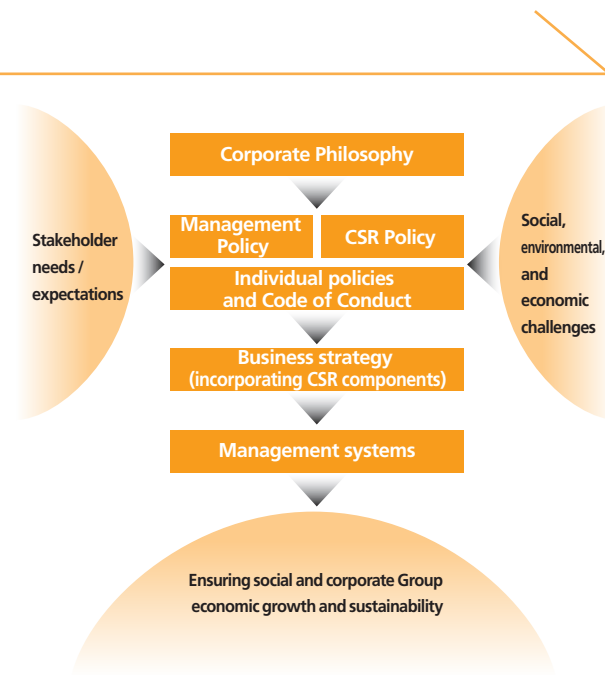 Corporate Philosophy
Management
Policy
CSR Policy
Stakeholder
needs /
expectations
Social,
environmental,
and
economic
challenges
Individual policies
and Code of Conduct
Business strategy
(incorporating CSR components)
Management systems
Ensuring social and corporate Group
economic growth and sustainability